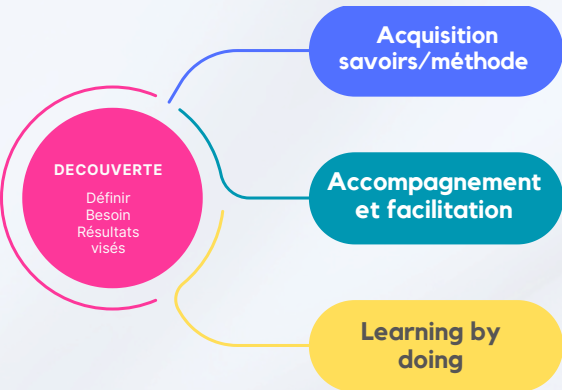 DECOUVERTE
Définir
Besoin
Résultats
visés
Acquisition
savoirs/méthode
Accompagnement
et facilitation
Learning by
doing